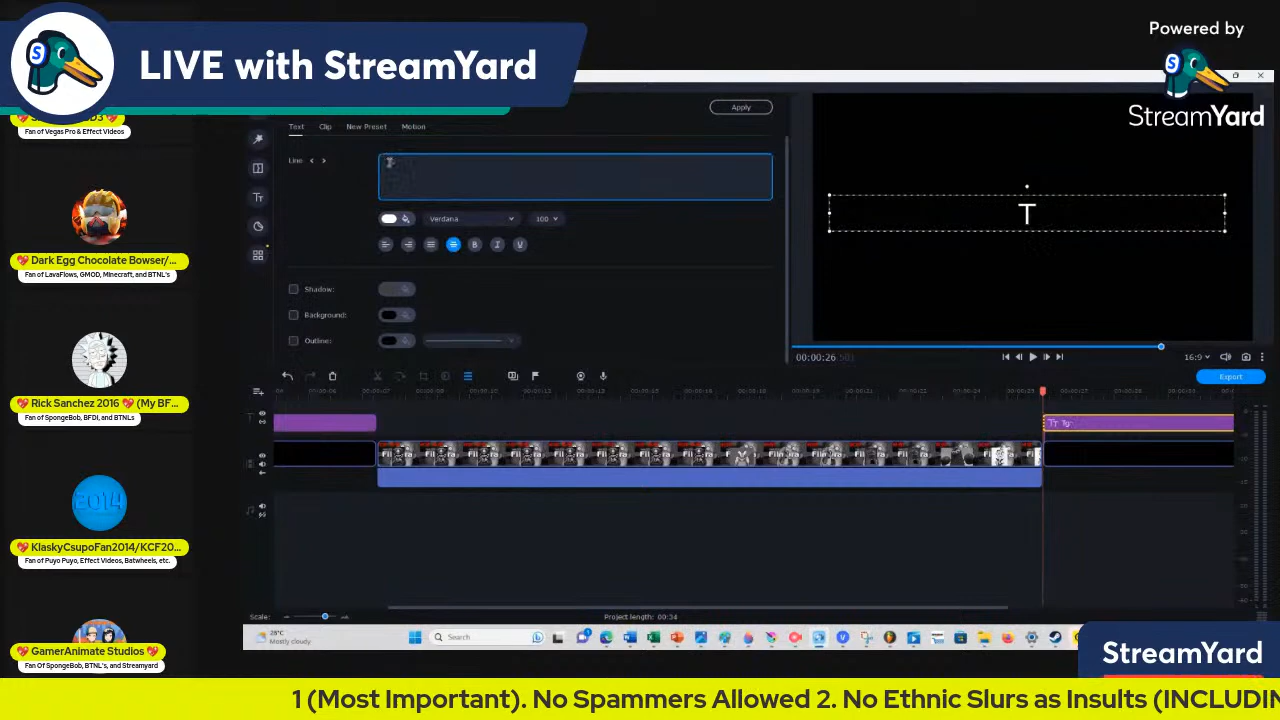 LIVE with StreamYard
Powered by
StreamYard
Fan of Vegas Pro & Effect Videos
Dark Egg Chocolate Bowser/...
Fan of LavaFlows, GMOD, Minecraft, and BTNL's
Rick Sanchez 2016 💖 (My BF...
Fan of SpongeBob, BFDI, and BTNLs
KlaskyCsupoFan2014/KCF20...
Fan of Puyo Puyo, Effect Videos, Batwheels, etc.
GamerAnimate Studios
Fan Of SpongeBob, BTNL's, and Streamyard
Apply
Text Clip New Preset Motion
Line
Verdana 100
Shadow:
Background:
Outline:
T
00:00:26
16:9
Export
Scale:
Project length: 00:34
28°C
Mostly cloudy
Search
StreamYard
1 (Most Important). No Spammers Allowed 2. No Ethnic Slurs as Insults (INCLUDIN